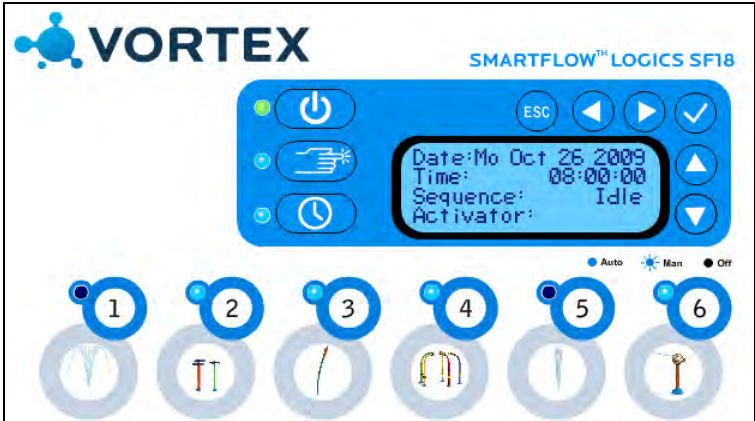 VORTEX
SMARTFLOW™ LOGICS SF18
ESC
Date:Mo Oct 26 2009
Time: 08:00:00
Sequence: Idle
Activator:
Auto Man Off
1 2 3 4 5 6